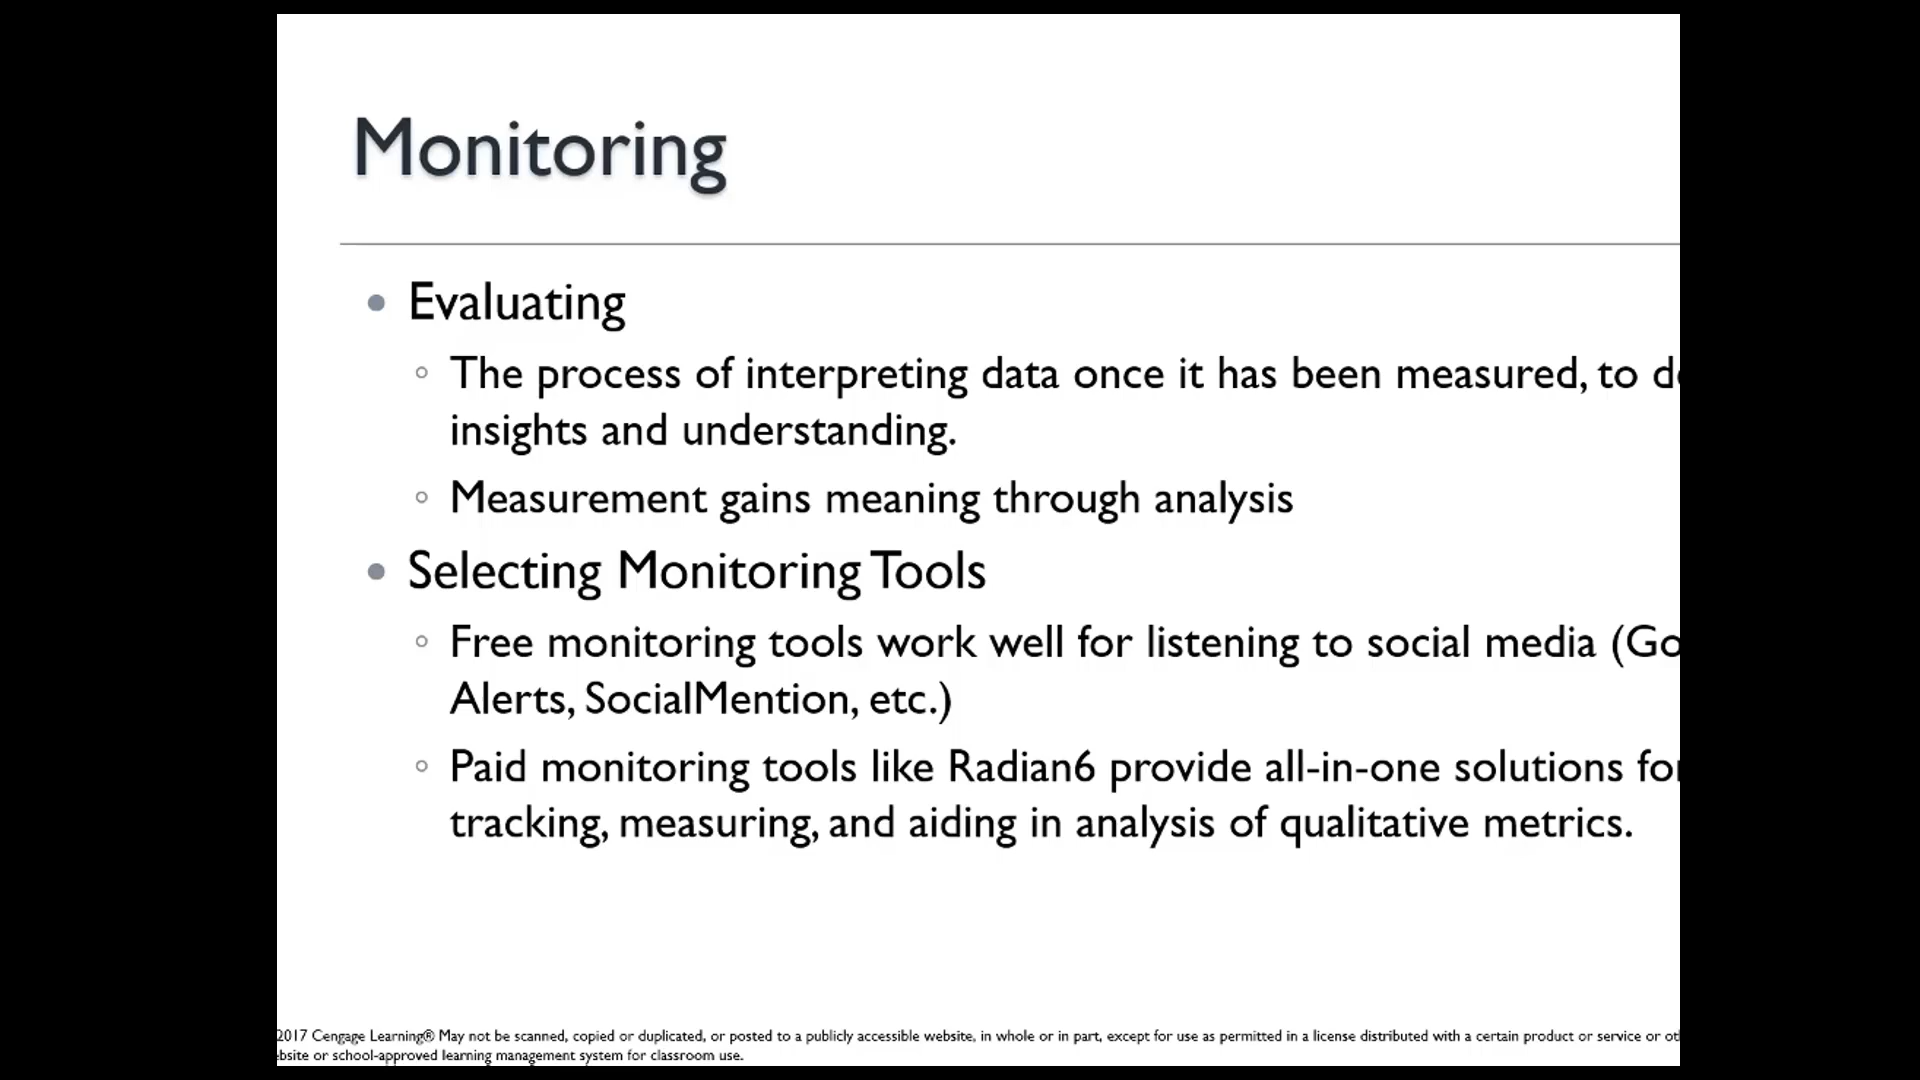 Monitoring
• Evaluating
◦ The process of interpreting data once it has been measured, to
insights and understanding.
◦ Measurement gains meaning through analysis
• Selecting Monitoring Tools
◦ Free monitoring tools work well for listening to social media (
Alerts, SocialMention, etc.)
◦ Paid monitoring tools like Radian6 provide all-in-one solutions for
tracking, measuring, and aiding in analysis of qualitative metrics.
2017 Cengage Learning® May not be scanned, copied or duplicated, or posted to a publicly accessible website, in whole or in part, except for use as permitted in a license distributed with a certain product or service or
or school-approved learning management system for classroom use.